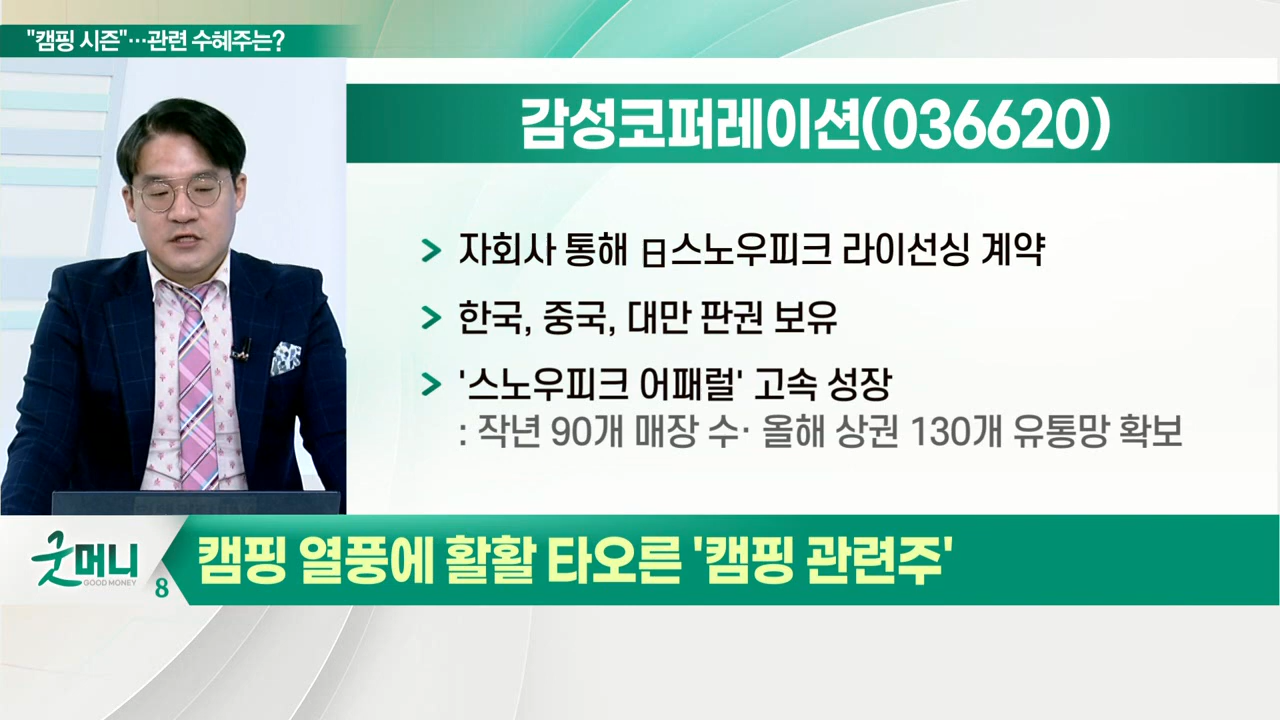 "캠핑 시즌"…관련 수혜주는?
감성코퍼레이션(036620)
> 자회사 통해 日스노우피크 라이선싱 계약
> 한국, 중국, 대만 판권 보유
> '스노우피크 어패럴' 고속 성장
: 작년 90개 매장 수· 올해 상권 130개 유통망 확보
굿머니
GOOD MONEY
8
캠핑 열풍에 활활 타오른 '캠핑 관련주'